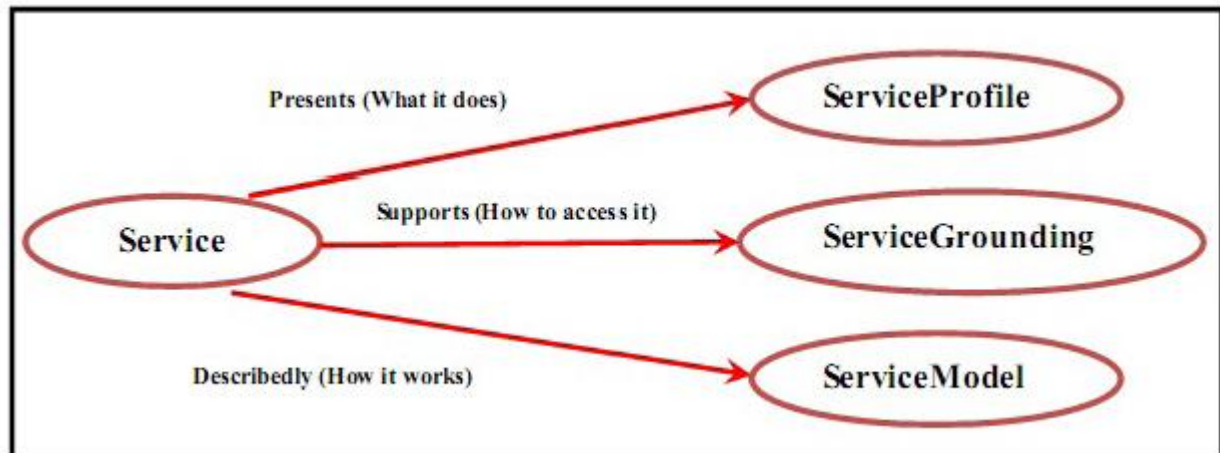 Presents (What it does)
ServiceProfile
Supports (How to access it)
Service
ServiceGrounding
Describedly (How it works)
ServiceModel